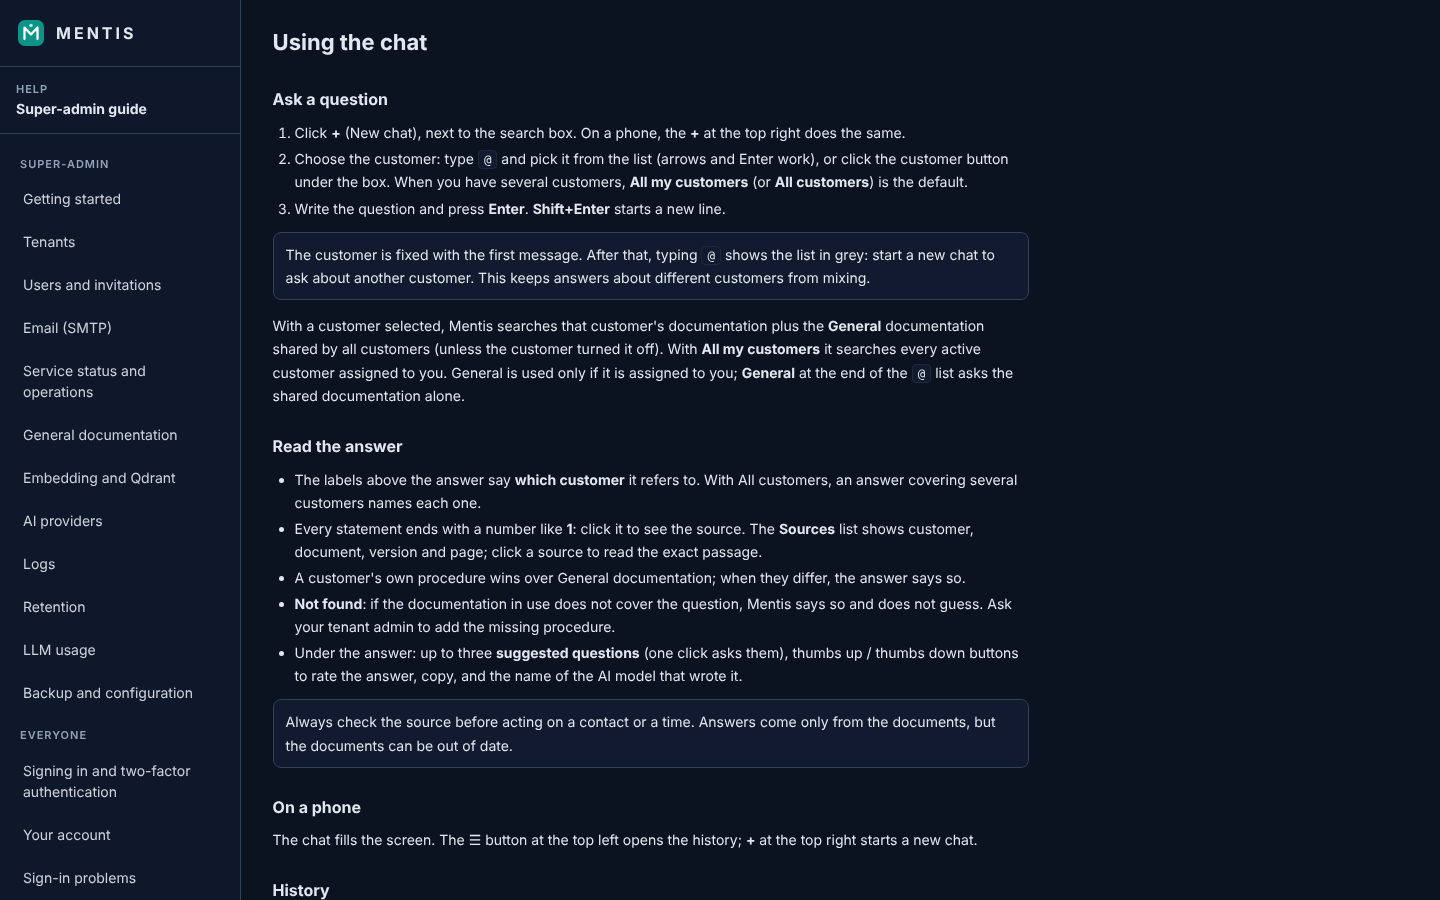 MENTIS
HELP
Super-admin guide
SUPER-ADMIN
Getting started
Tenants
Users and invitations
Email (SMTP)
Service status and
operations
General documentation
Embedding and Qdrant
AI providers
Logs
Retention
LLM usage
Backup and configuration
EVERYONE
Signing in and two-factor
authentication
Your account
Sign-in problems
Using the chat
Ask a question
1. Click + (New chat), next to the search box. On a phone, the + at the top right does the same.
2. Choose the customer: type @ and pick it from the list (arrows and Enter work), or click the customer button
under the box. When you have several customers, All my customers (or All customers) is the default.
3. Write the question and press Enter. Shift+Enter starts a new line.
The customer is fixed with the first message. After that, typing @ shows the list in grey: start a new chat to
ask about another customer. This keeps answers about different customers from mixing.
With a customer selected, Mentis searches that customer's documentation plus the General documentation
shared by all customers (unless the customer turned it off). With All my customers it searches every active
customer assigned to you. General is used only if it is assigned to you; General at the end of the @ list asks the
shared documentation alone.
Read the answer
• The labels above the answer say which customer it refers to. With All customers, an answer covering several
customers names each one.
• Every statement ends with a number like 1: click it to see the source. The Sources list shows customer,
document, version and page; click a source to read the exact passage.
• A customer's own procedure wins over General documentation; when they differ, the answer says so.
• Not found: if the documentation in use does not cover the question, Mentis says so and does not guess. Ask
your tenant admin to add the missing procedure.
• Under the answer: up to three suggested questions (one click asks them), thumbs up / thumbs down buttons
to rate the answer, copy, and the name of the AI model that wrote it.
Always check the source before acting on a contact or a time. Answers come only from the documents, but
the documents can be out of date.
On a phone
The chat fills the screen. The ☰ button at the top left opens the history; + at the top right starts a new chat.
History